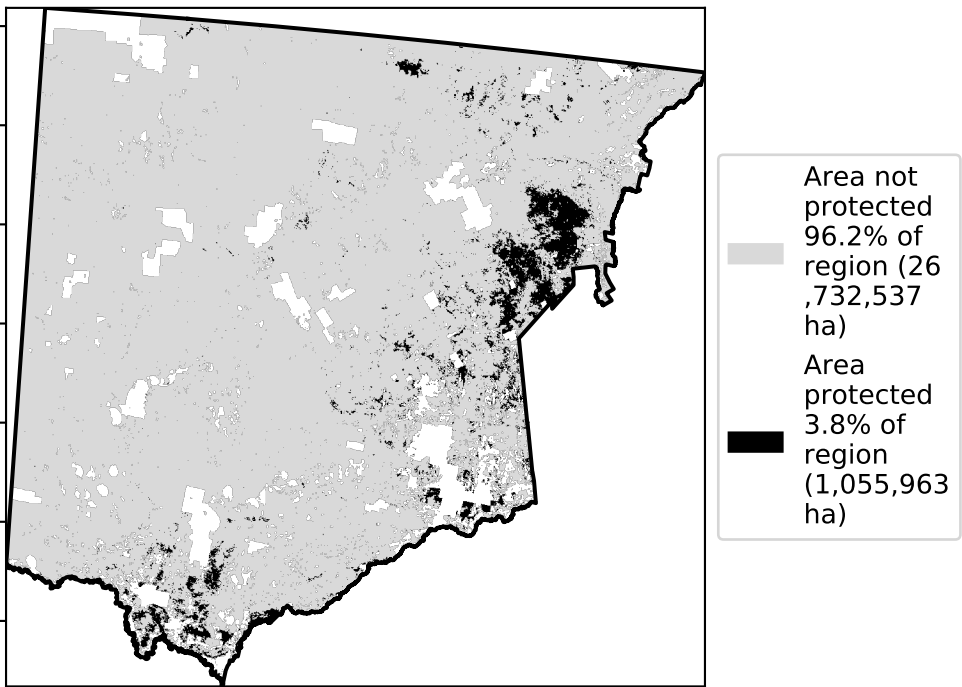 Area not
protected
96.2% of
region (26
,732,537
ha)
Area
protected
3.8% of
region
(1,055,963
ha)